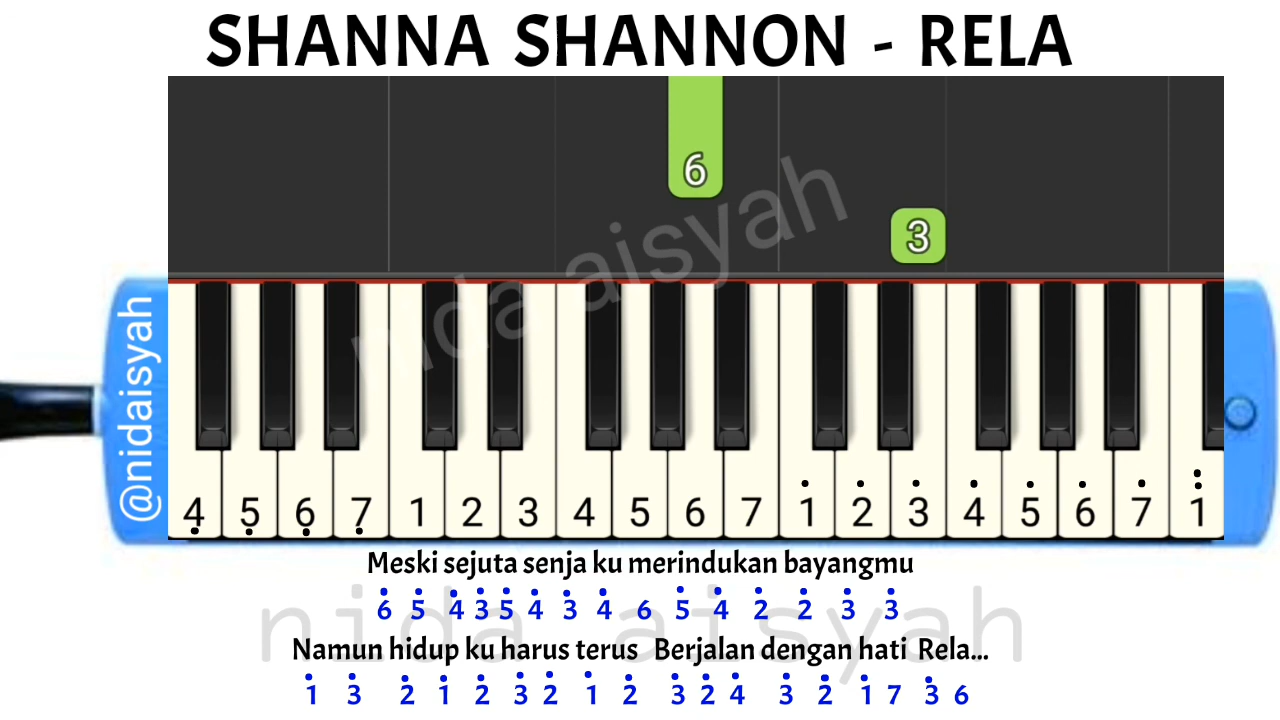 SHANNA SHANNON - RELA
6
3
nida aisyah
@nidaisyah
4̣ 5̣ 6̣ 7̣ 1 2 3 4 5 6 7 1̇ 2̇ 3̇ 4̇ 5̇ 6̇ 7̇ 1̈
Meski sejuta senja ku merindukan bayangmu
6̇ 5̇ 4̇ 3̇ 5̇ 4̇ 3̇ 4̇ 6 5̇ 4̇ 2̇ 2̇ 3̇ 3̇
nida aisyah
Namun hidup ku harus terus Berjalan dengan hati Rela...
1̇ 3̇ 2̇ 1̇ 2̇ 3̇ 2̇ 1̇ 2̇ 3̇ 2̇ 4̇ 3̇ 2̇ 1̇ 7 3̇ 6